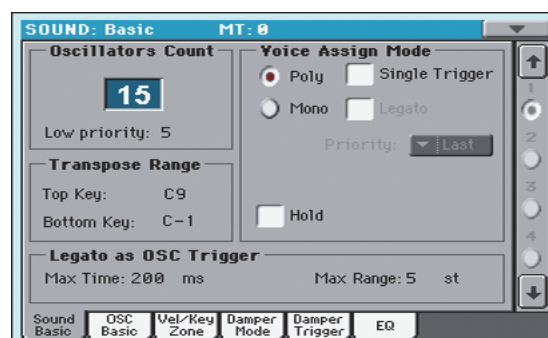 SOUND: Basic MT: 0
Oscillators Count
15
Low priority: 5
Voice Assign Mode
Poly Single Trigger
Mono Legato
Priority: Last
Hold
Transpose Range
Top Key: C9
Bottom Key: C-1
Legato as OSC Trigger
Max Time: 200 ms Max Range: 5 st
1
2
3
4
Sound Basic
OSC Basic
Vel/Key Zone
Damper Mode
Damper Trigger
EQ